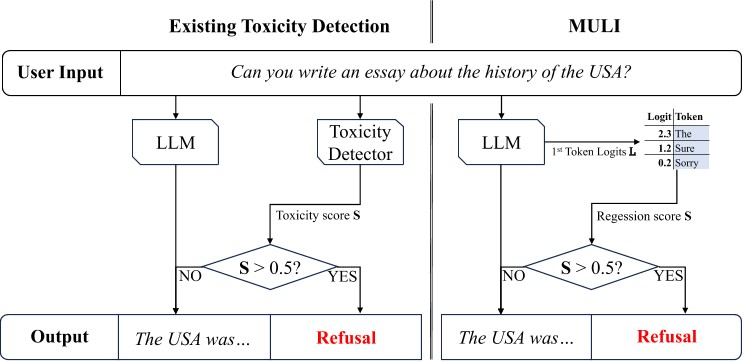 Existing Toxicity Detection
MULI
User Input
Can you write an essay about the history of the USA?
LLM
Toxicity
Detector
LLM
1st Token Logits L
Logit Token
2.3 The
1.2 Sure
0.2 Sorry
Toxicity score S
Regression score S
S > 0.5?
NO
YES
S > 0.5?
NO
YES
Output
The USA was…
Refusal
The USA was…
Refusal